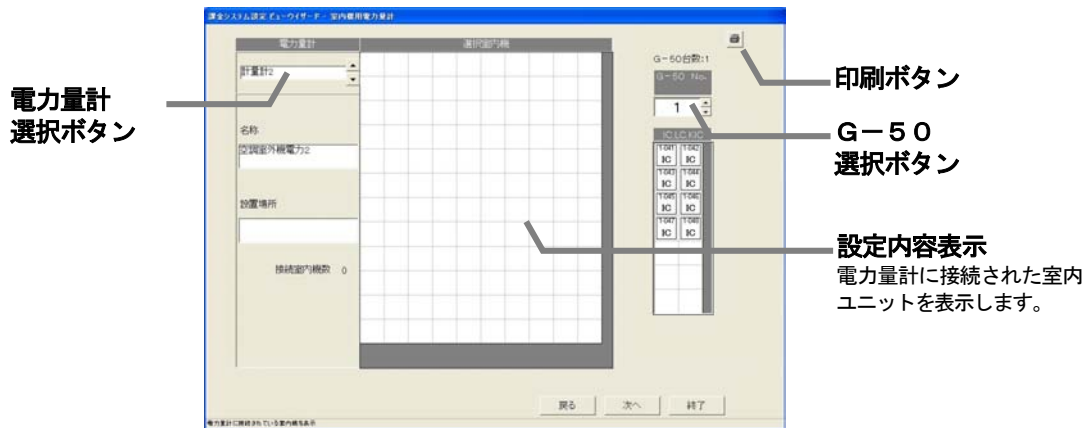 課金システム設定 ビューウィザード - 室内機用電力量計
電力量計
選択室内機
計量計2
名称
空調室外機電力2
設置場所
接続室内機数 0
G-50台数:1
G-50 No.
1
IC LC KIC
1-041 1-042
IC IC
1-043 1-044
IC IC
1-045 1-046
IC IC
1-047 1-048
IC IC
戻る
次へ
終了
電力量計に接続されている室内機を表示
電力量計
選択ボタン
印刷ボタン
G-50
選択ボタン
設定内容表示
電力量計に接続された室内
ユニットを表示します。